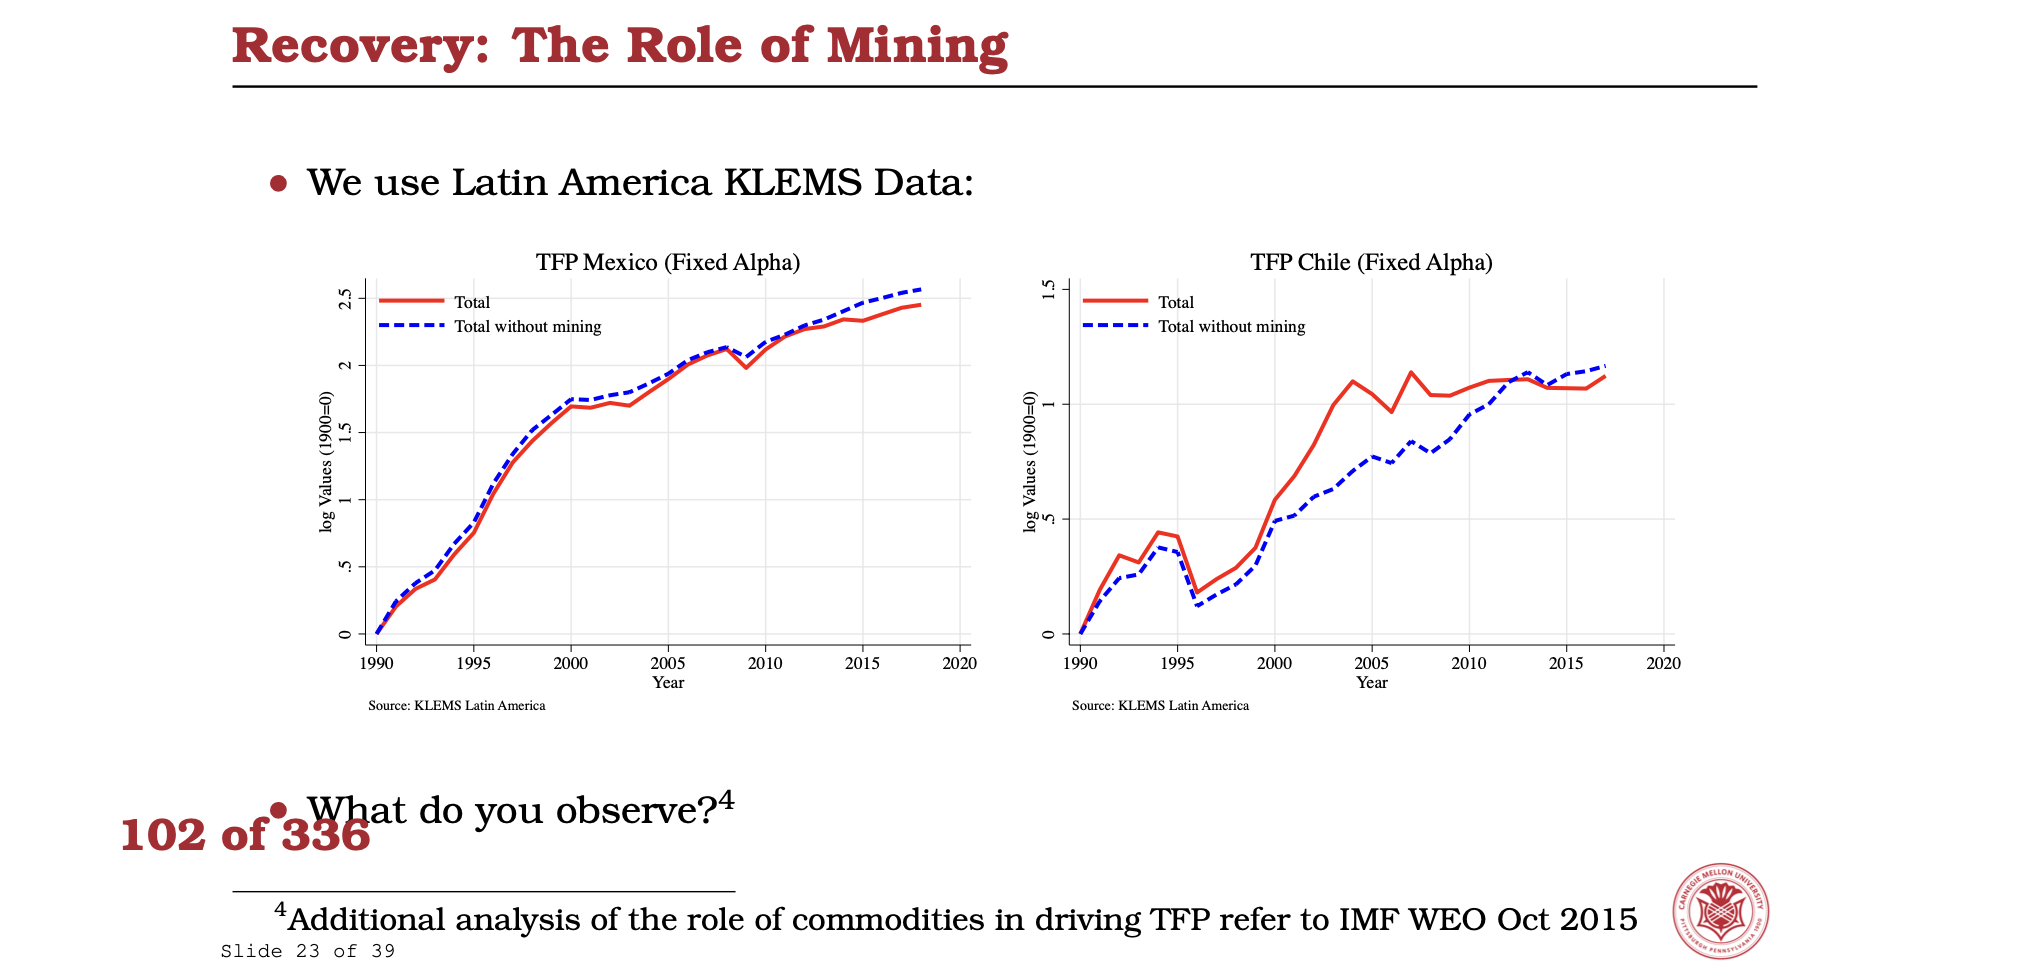 Recovery: The Role of Mining
• We use Latin America KLEMS Data:
TFP Mexico (Fixed Alpha)
Total
Total without mining
log Values (1900=0)
2.5
2
1.5
1
.5
0
1990 1995 2000 2005 2010 2015 2020
Year
Source: KLEMS Latin America
TFP Chile (Fixed Alpha)
Total
Total without mining
log Values (1900=0)
1.5
1
.5
0
1990 1995 2000 2005 2010 2015 2020
Year
Source: KLEMS Latin America
• What do you observe?4
102 of 336
4Additional analysis of the role of commodities in driving TFP refer to IMF WEO Oct 2015
Slide 23 of 39
CARNEGIE MELLON UNIVERSITY
PITTSBURGH PENNSYLVANIA 1900